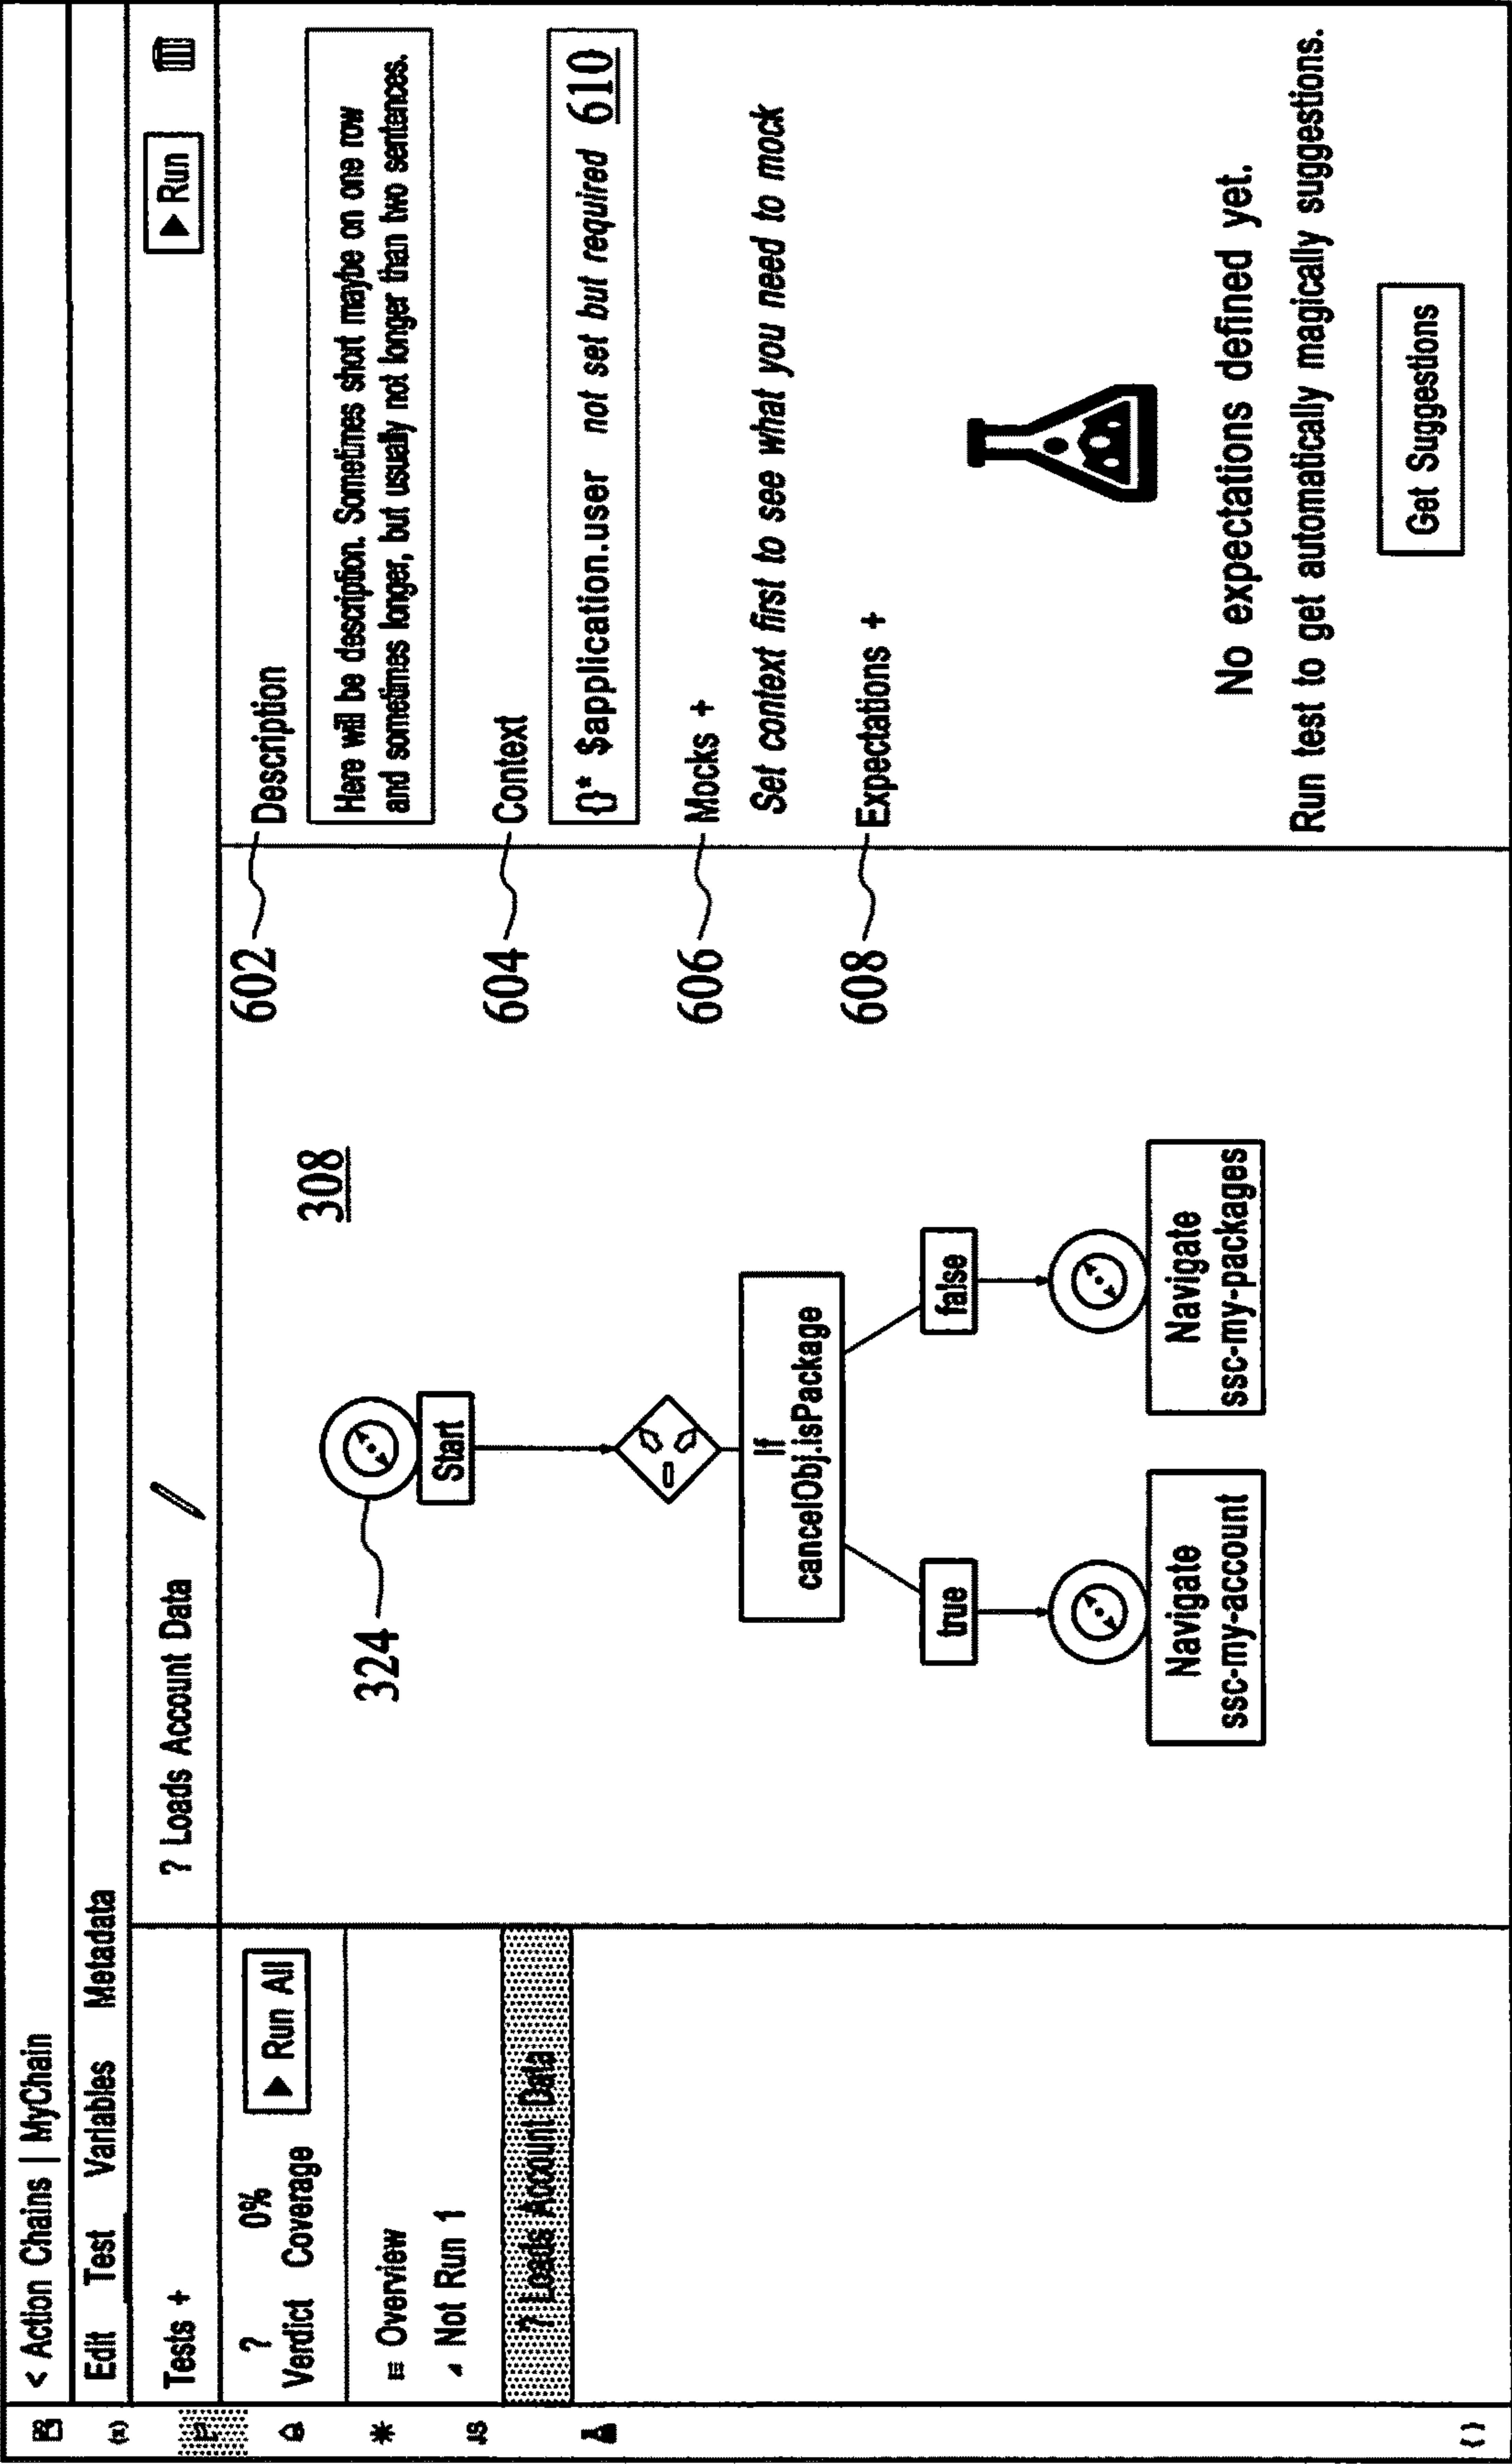 < Action Chains | MyChain
Edit Test Variables Metadata
Tests +
? Loads Account Data
▶ Run
? 0%
Verdict Coverage
▶ Run All
Overview
Not Run 1
? Loads Account Data
(x)
JS
{ }
308
324
Start
If
cancelObj.isPackage
true
false
Navigate
ssc-my-account
Navigate
ssc-my-packages
602
Description
Here will be description. Sometimes short maybe on one row
and sometimes longer, but usually not longer than two sentences.
604
Context
{}* $application.user not set but required 610
606
Mocks +
Set context first to see what you need to mock
608
Expectations +
No expectations defined yet.
Run test to get automatically magically suggestions.
Get Suggestions